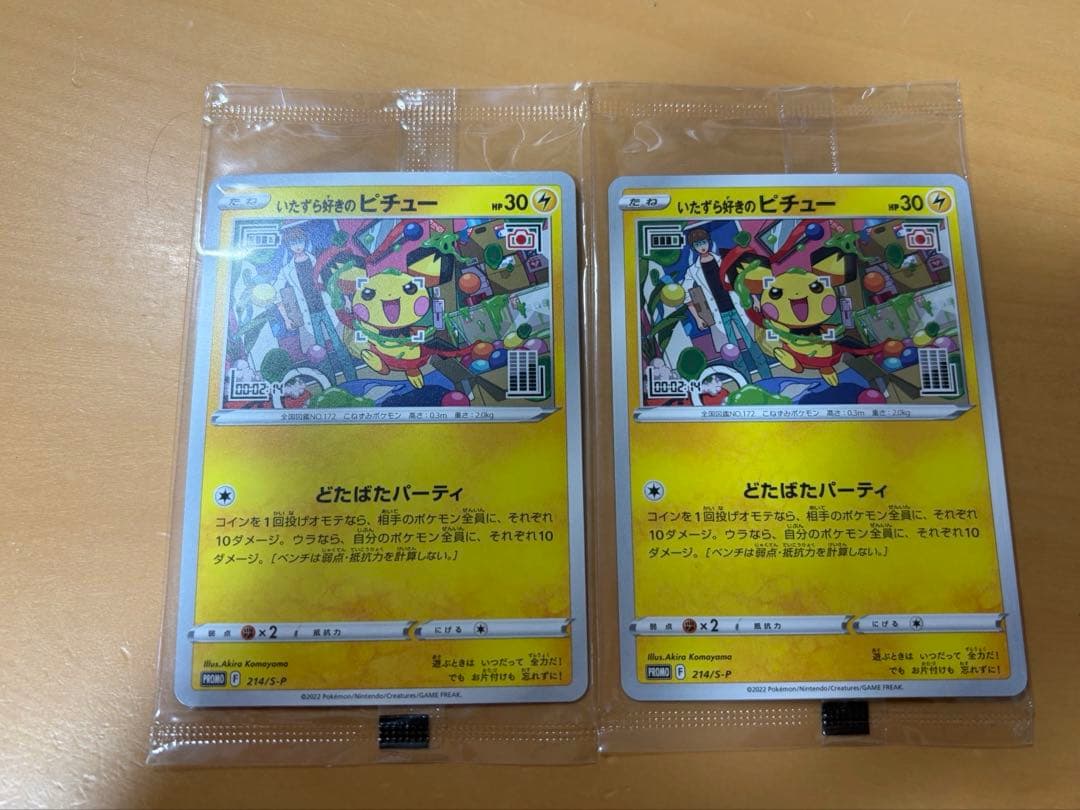 たね いたずら好きの ピチュー HP 30
00:02 14
全国図鑑NO.172 こねずみポケモン 高さ:0.3m 重さ:2.0kg
どたばたパーティ
コインを1回投げオモテなら、相手のポケモン全員に、それぞれ
10ダメージ。ウラなら、自分のポケモン全員に、それぞれ10
ダメージ。[ベンチは弱点・抵抗力を計算しない。]
弱点 ×2 抵抗力 にげる
Illus.Akira Komayama
遊ぶときは いつだって 全力だ!
でも お片付けも 忘れずに!
PROMO F 214/S-P
©2022 Pokémon/Nintendo/Creatures/GAME FREAK.
たね いたずら好きの ピチュー HP 30
00:02 14
全国図鑑NO.172 こねずみポケモン 高さ:0.3m 重さ:2.0kg
どたばたパーティ
コインを1回投げオモテなら、相手のポケモン全員に、それぞれ
10ダメージ。ウラなら、自分のポケモン全員に、それぞれ10
ダメージ。[ベンチは弱点・抵抗力を計算しない。]
弱点 ×2 抵抗力 にげる
Illus.Akira Komayama
遊ぶときは いつだって 全力だ!
でも お片付けも 忘れずに!
PROMO F 214/S-P
©2022 Pokémon/Nintendo/Creatures/GAME FREAK.